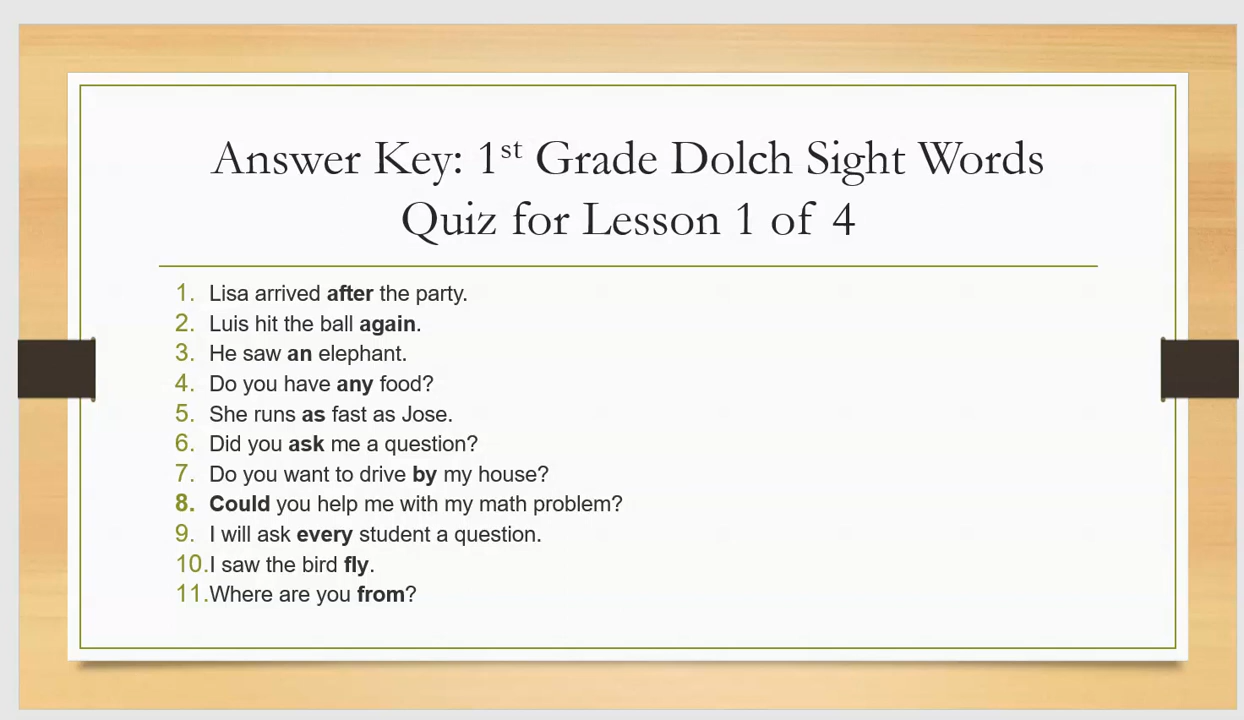 Answer Key: 1st Grade Dolch Sight Words
Quiz for Lesson 1 of 4
1. Lisa arrived after the party.
2. Luis hit the ball again.
3. He saw an elephant.
4. Do you have any food?
5. She runs as fast as Jose.
6. Did you ask me a question?
7. Do you want to drive by my house?
8. Could you help me with my math problem?
9. I will ask every student a question.
10. I saw the bird fly.
11. Where are you from?